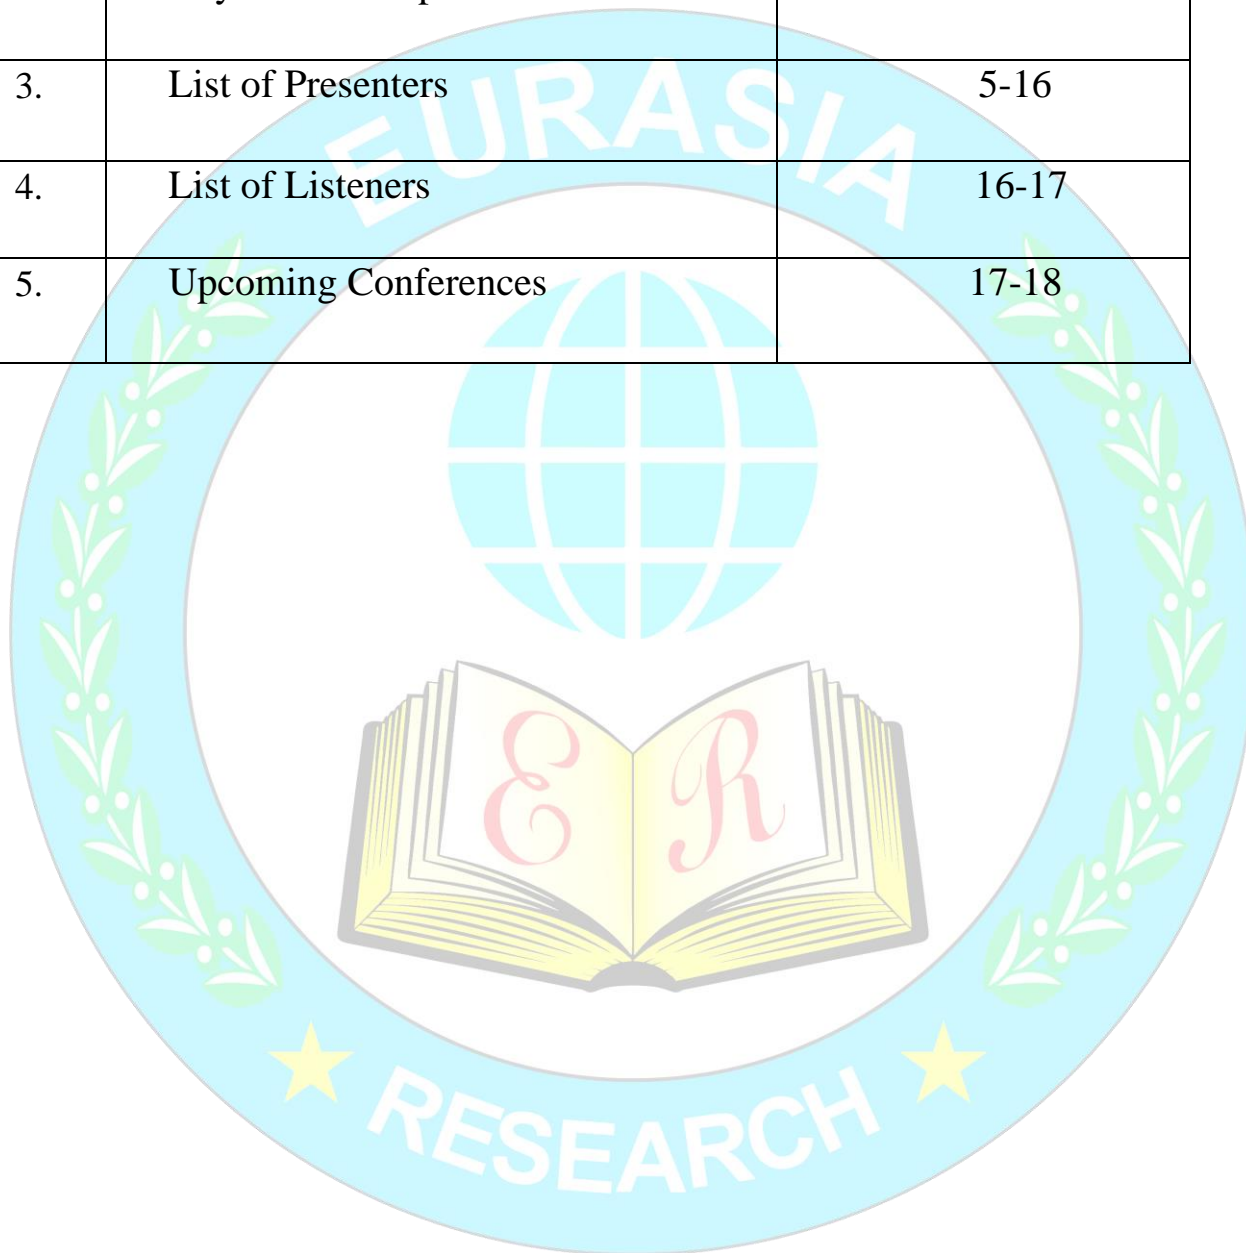 3. List of Presenters 5-16
4. List of Listeners 16-17
5. Upcoming Conferences 17-18
EURASIA
E R
RESEARCH